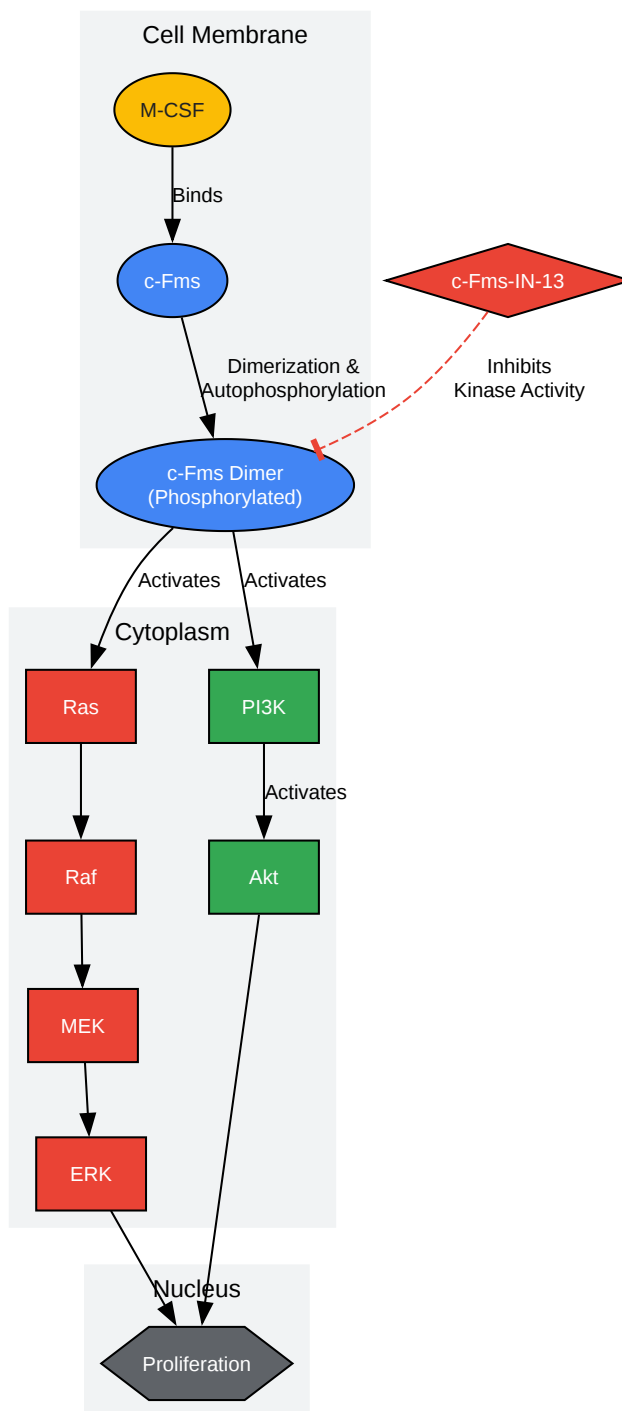 Cell Membrane
M-CSF
Binds
c-Fms
c-Fms-IN-13
Dimerization &
Autophosphorylation
Inhibits
Kinase Activity
c-Fms Dimer
(Phosphorylated)
Activates
Activates
Cytoplasm
Ras
PI3K
Activates
Raf
Akt
MEK
ERK
Nucleus
Proliferation